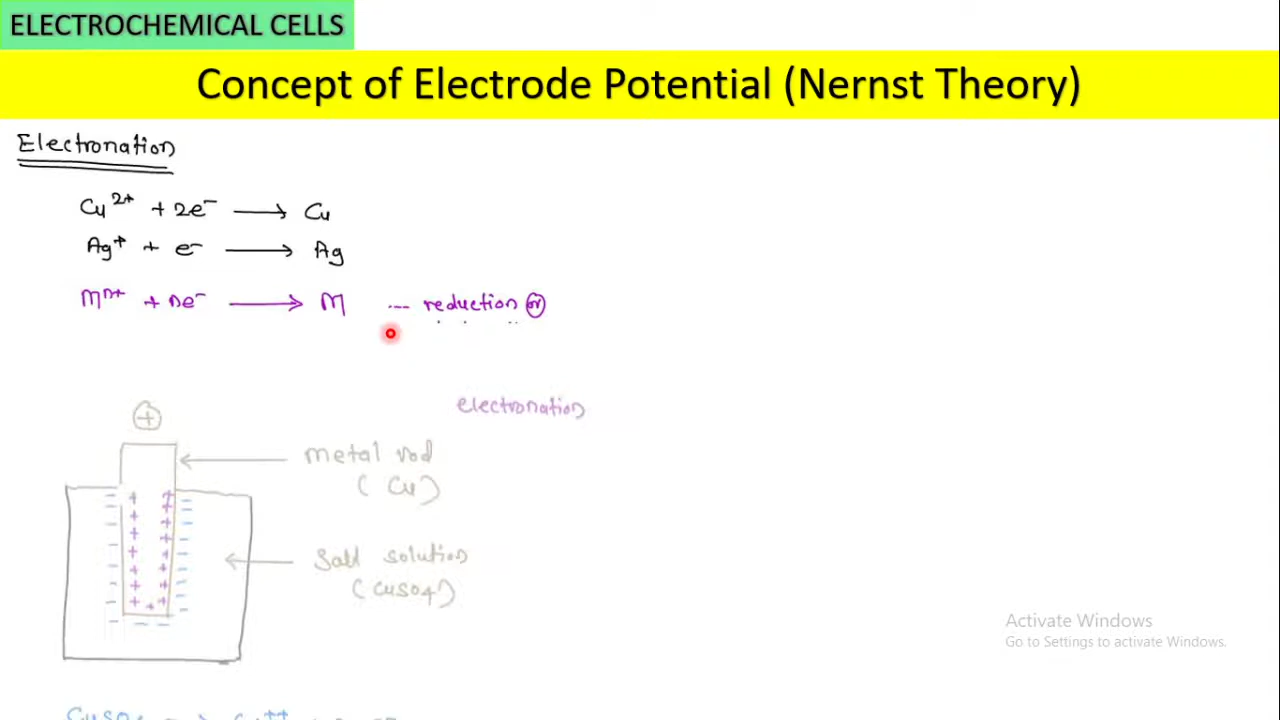 ELECTROCHEMICAL CELLS
Concept of Electrode Potential (Nernst Theory)
Electronation
Cu²⁺ + 2e⁻ → Cu
Ag⁺ + e⁻ → Ag
Mⁿ⁺ + ne⁻ → M --- reduction or
electronation
+
metal rod
(Cu)
Salt solution
(CuSO4)
Activate Windows
Go to Settings to activate Windows.